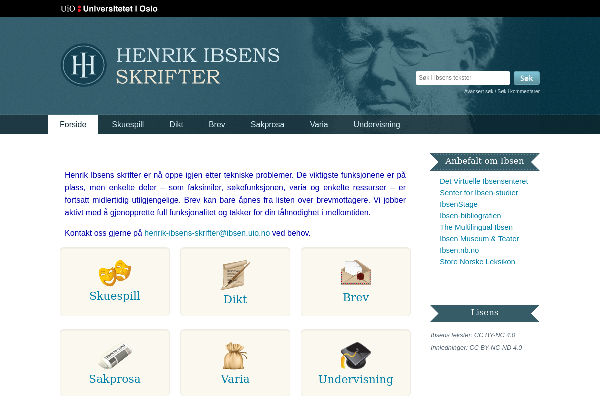 UiO Universitetet i Oslo
HENRIK IBSENS
SKRIFTER
Søk i Ibsens tekster
Søk
Avansert søk / Søk i kommentarer
Forside Skuespill Dikt Brev Sakprosa Varia Undervisning
Henrik Ibsens skrifter er nå oppe igjen etter tekniske problemer. De viktigste funksjonene er på
plass, men enkelte deler – som faksimiler, søkefunksjonen, varia og enkelte ressurser – er
fortsatt midlertidig utilgjengelige. Brev kan bare åpnes fra listen over brevmottagere. Vi jobber
aktivt med å gjenopprette full funksjonalitet og takker for din tålmodighet i mellomtiden.
Kontakt oss gjerne på henrik-ibsens-skrifter@ibsen.uio.no ved behov.
Skuespill
Dikt
Brev
Sakprosa
Varia
Undervisning
Anbefalt om Ibsen
Det Virtuelle Ibsensenteret
Senter for Ibsen-studier
IbsenStage
Ibsen-bibliografien
The Multilingual Ibsen
Ibsen Museum & Teater
Ibsen.nb.no
Store Norske Leksikon
Lisens
Ibsens tekster: CC BY-NC 4.0
Innledninger: CC BY-NC-ND 4.0